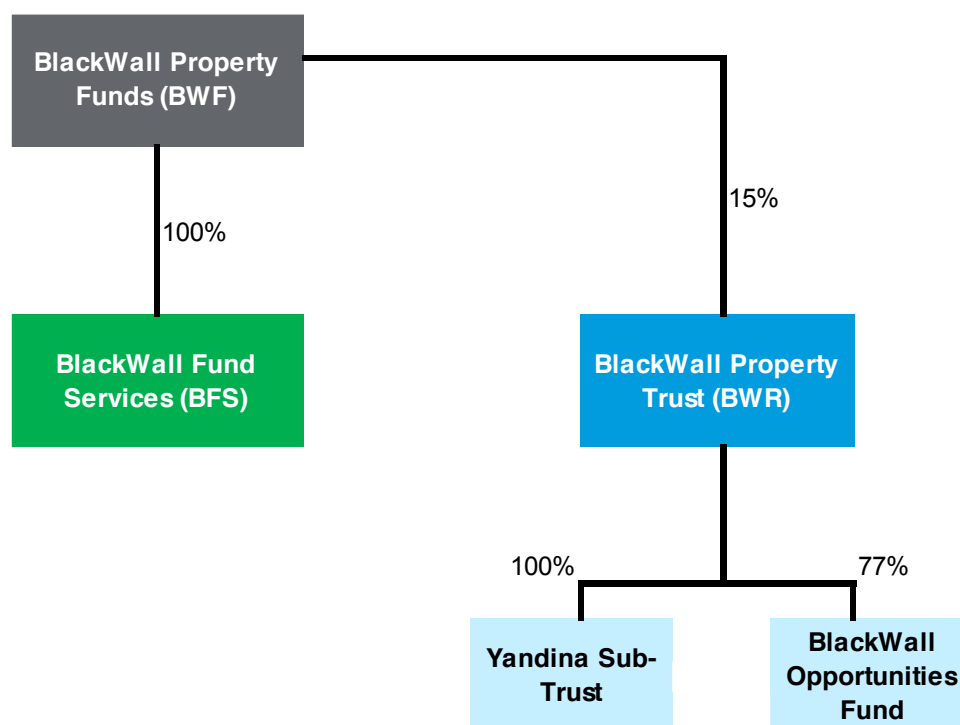 BlackWall Property
Funds (BWF)
15%
100%
BlackWall Fund
Services (BFS)
BlackWall Property
Trust (BWR)
100%
77%
Yandina Sub-
Trust
BlackWall
Opportunities
Fund